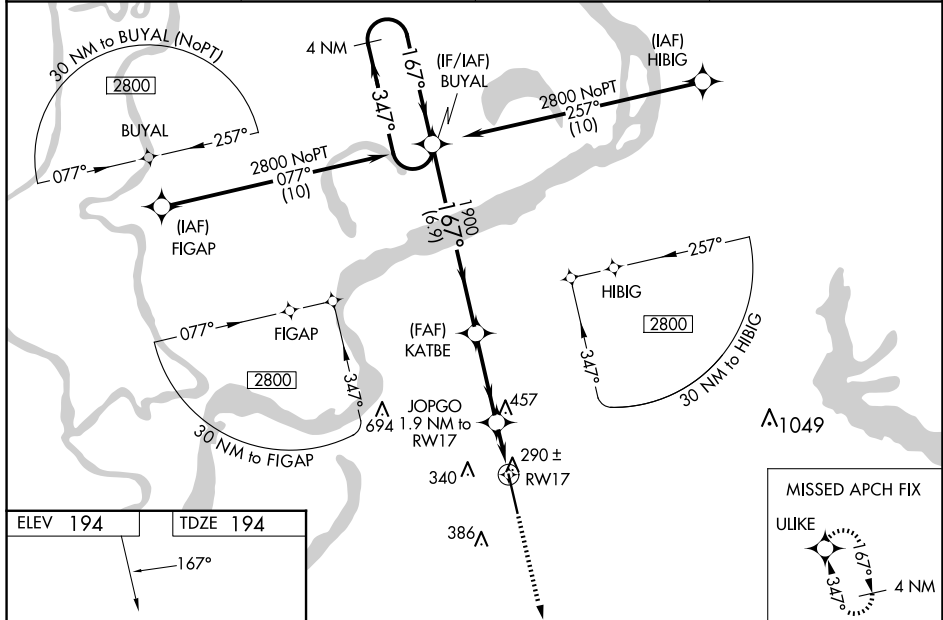 30 NM to BUYAL (NoPT)
2800
BUYAL
077°
257°
4 NM
347°
167°
(IF/IAF)
BUYAL
(IAF)
HIBIG
2800 NoPT
257°
(10)
2800 NoPT
077°
(10)
(IAF)
FIGAP
1900
167°
(6.9)
257°
HIBIG
2800
347°
30 NM to HIBIG
077°
FIGAP
2800
347°
30 NM to FIGAP
(FAF)
KATBE
694
JOPGO
1.9 NM to
RW17
457
1049
290 ±
340
RW17
386
MISSED APCH FIX
ULIKE
167°
347°
4 NM
ELEV 194
TDZE 194
167°